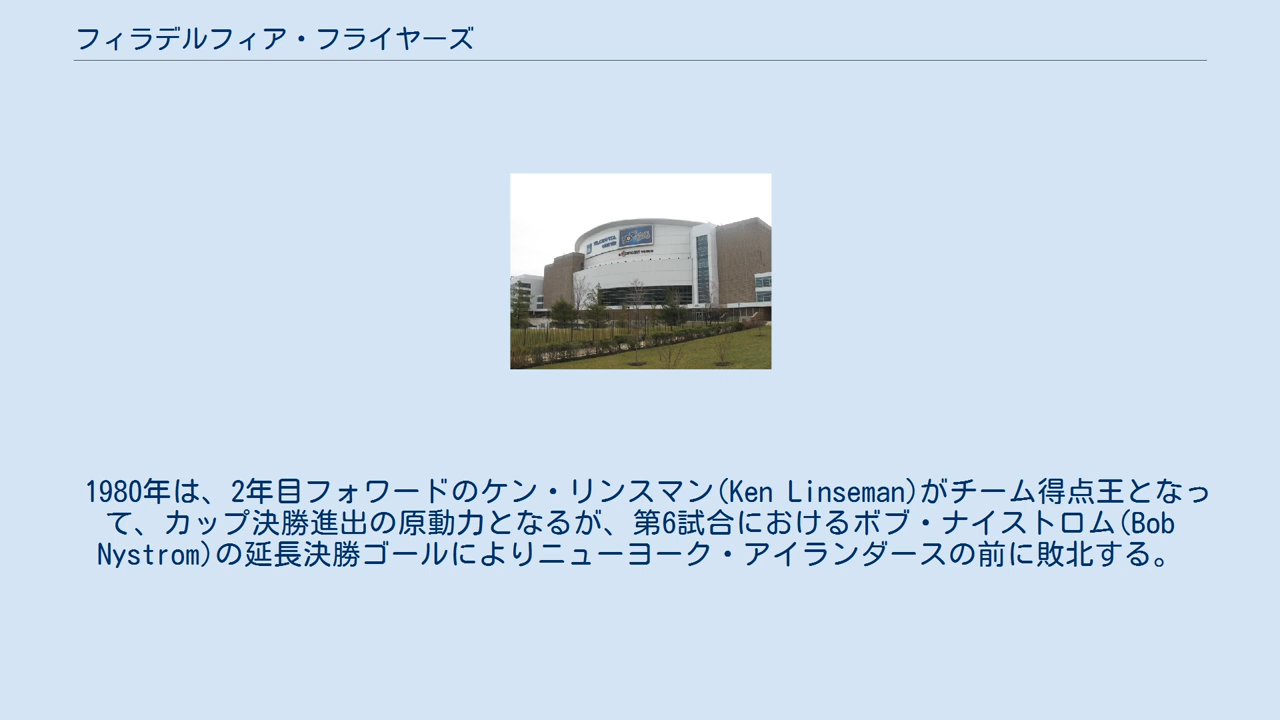 フィラデルフィア・フライヤーズ
1980年は、2年目フォワードのケン・リンスマン(Ken Linseman)がチーム得点王となっ
て、カップ決勝進出の原動力となるが、第6試合におけるボブ・ナイストロム(Bob
Nystrom)の延長決勝ゴールによりニューヨーク・アイランダースの前に敗北する。